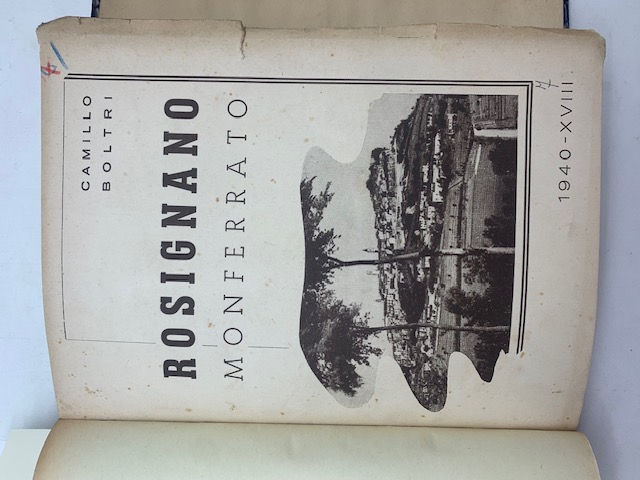 CAMILLO
BOLTRI
ROSIGNANO
MONFERRATO
1940-XVIII